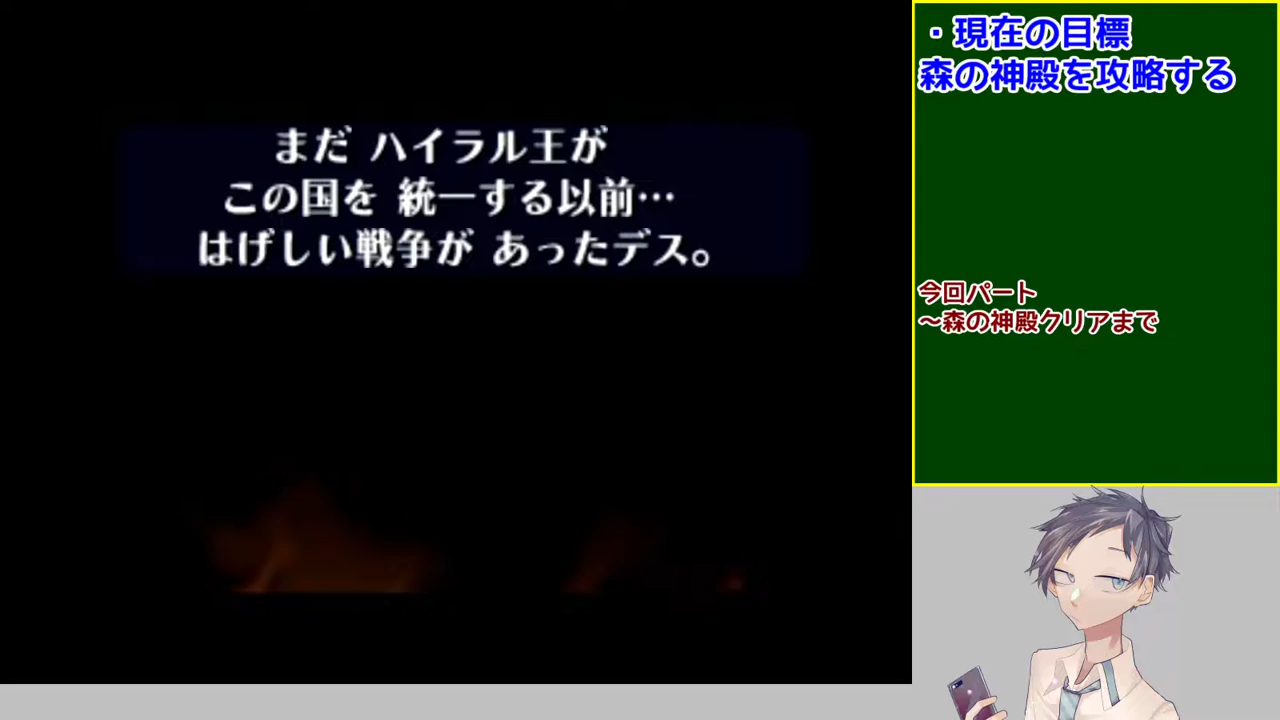 まだ ハイラル王が
この国を 統一する以前…
はげしい戦争が あったデス。
・現在の目標
森の神殿を攻略する
今回パート
～森の神殿クリアまで